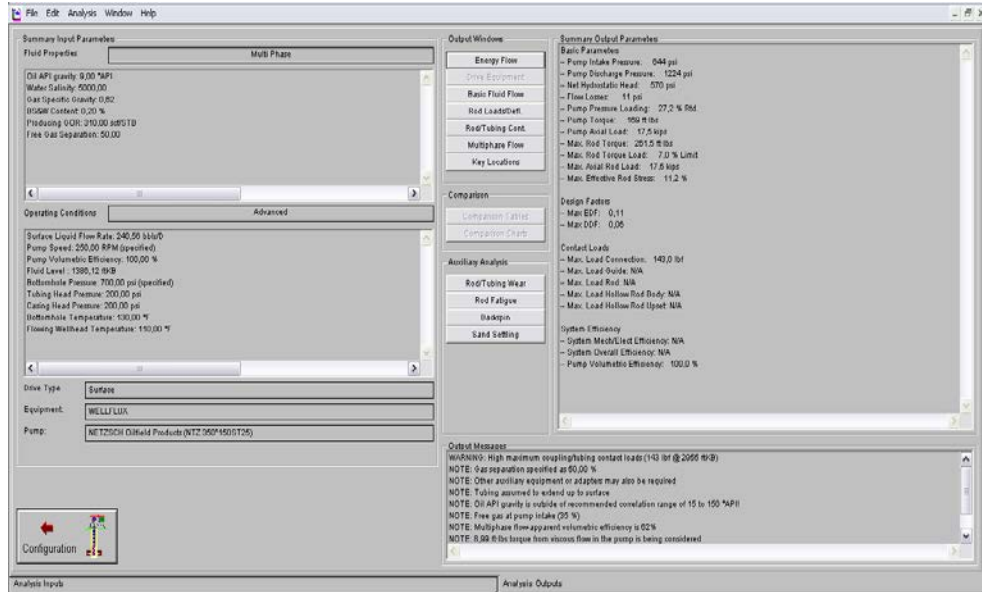 File Edit Analysis Window Help
Summary Input Parameters
Fluid Properties
Multi Phase
Oil API gravity: 9,00 °API
Water Salinity: 5000,00
Gas Specific Gravity: 0,62
BS&W Content: 0,20 %
Producing GOR: 310,00 scf/STB
Free Gas Separation: 50,00
Operating Conditions
Advanced
Surface Liquid Flow Rate: 240,56 bbls/D
Pump Speed: 250,00 RPM (specified)
Pump Volumetric Efficiency: 100,00 %
Fluid Level : 1386,12 ftKB
Bottomhole Pressure: 700,00 psi (specified)
Tubing Head Pressure: 200,00 psi
Casing Head Pressure: 200,00 psi
Bottomhole Temperature: 130,00 °F
Flowing Wellhead Temperature: 110,00 °F
Drive Type
Surface
Equipment:
WELLFLUX
Pump:
NETZSCH Oilfield Products (NTZ 350*150ST25)
Configuration
Output Windows
Energy Flow
Drive Equipment
Basic Fluid Flow
Rod Loads/Defl.
Rod/Tubing Cont.
Multiphase Flow
Key Locations
Comparison
Comparison Tables
Comparison Charts
Auxiliary Analysis
Rod/Tubing Wear
Rod Fatigue
Backspin
Sand Settling
Summary Output Parameters
Basic Parameters
– Pump Intake Pressure: 644 psi
– Pump Discharge Pressure: 1224 psi
– Net Hydrostatic Head: 570 psi
– Flow Losses: 11 psi
– Pump Pressure Loading: 27,2 % Rtd.
– Pump Torque: 169 ft·lbs
– Pump Axial Load: 17,5 kips
– Max. Rod Torque: 251,5 ft·lbs
– Max. Rod Torque Load: 7,0 % Limit
– Max. Axial Rod Load: 17,6 kips
– Max. Effective Rod Stress: 11,2 %
Design Factors
– Max EDF: 0,11
– Max DDF: 0,06
Contact Loads
– Max. Load Connection: 143,0 lbf
– Max. Load Guide: N/A
– Max. Load Rod: N/A
– Max. Load Hollow Rod Body: N/A
– Max. Load Hollow Rod Upset: N/A
System Efficiency
– System Mech/Elect Efficiency: N/A
– System Overall Efficiency: N/A
– Pump Volumetric Efficiency: 100,0 %
Output Messages
WARNING: High maximum coupling/tubing contact loads (143 lbf @ 2966 ftKB)
NOTE: Gas separation specified as 50,00 %
NOTE: Other auxiliary equipment or adapters may also be required
NOTE: Tubing assumed to extend up to surface
NOTE: Oil API gravity is outside of recommended correlation range of 15 to 150 °API!
NOTE: Free gas at pump intake (35 %)
NOTE: Multiphase flow apparent volumetric efficiency is 62%
NOTE: 8,99 ft·lbs torque from viscous flow in the pump is being considered
Analysis Inputs
Analysis Outputs